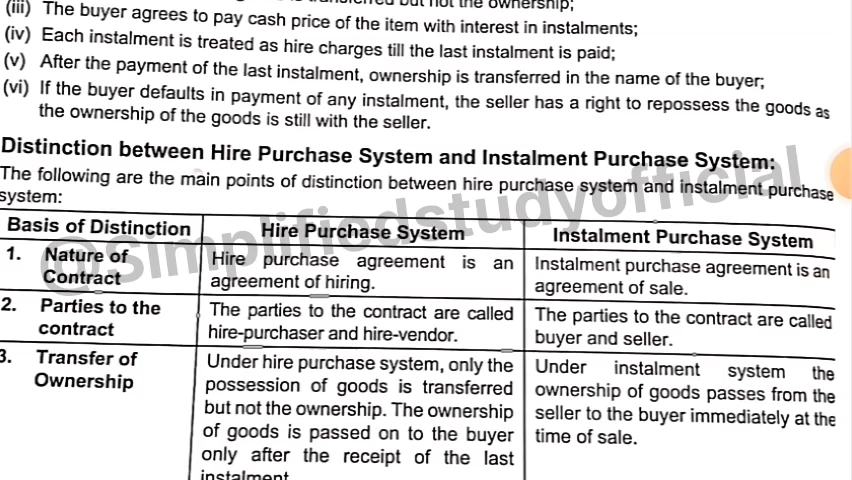 (iii) The buyer agrees to pay cash price of the item with interest in instalments;
(iv) Each instalment is treated as hire charges till the last instalment is paid;
(v) After the payment of the last instalment, ownership is transferred in the name of the buyer;
(vi) If the buyer defaults in payment of any instalment, the seller has a right to repossess the goods as
the ownership of the goods is still with the seller.
Distinction between Hire Purchase System and Instalment Purchase System:
The following are the main points of distinction between hire purchase system and instalment purchase
system:
@simplifiedstudyofficial
Basis of Distinction Hire Purchase System Instalment Purchase System
1. Nature of
Contract
Hire purchase agreement is an
agreement of hiring.
Instalment purchase agreement is an
agreement of sale.
2. Parties to the
contract
The parties to the contract are called
hire-purchaser and hire-vendor.
The parties to the contract are called
buyer and seller.
3. Transfer of
Ownership
Under hire purchase system, only the
possession of goods is transferred
but not the ownership. The ownership
of goods is passed on to the buyer
only after the receipt of the last
instalment
Under instalment system the
ownership of goods passes from the
seller to the buyer immediately at the
time of sale.